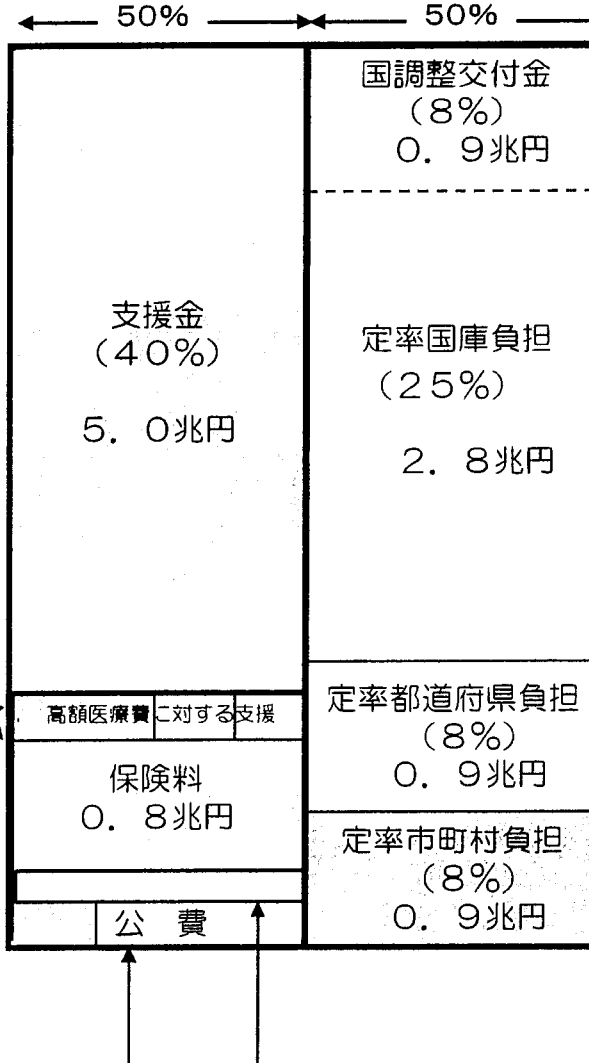 50% 50%
支援金
(40%)
5.0兆円
高額医療費に対する支援
保険料
0.8兆円
公 費
国調整交付金
(8%)
0.9兆円
定率国庫負担
(25%)
2.8兆円
定率都道府県負担
(8%)
0.9兆円
定率市町村負担
(8%)
0.9兆円